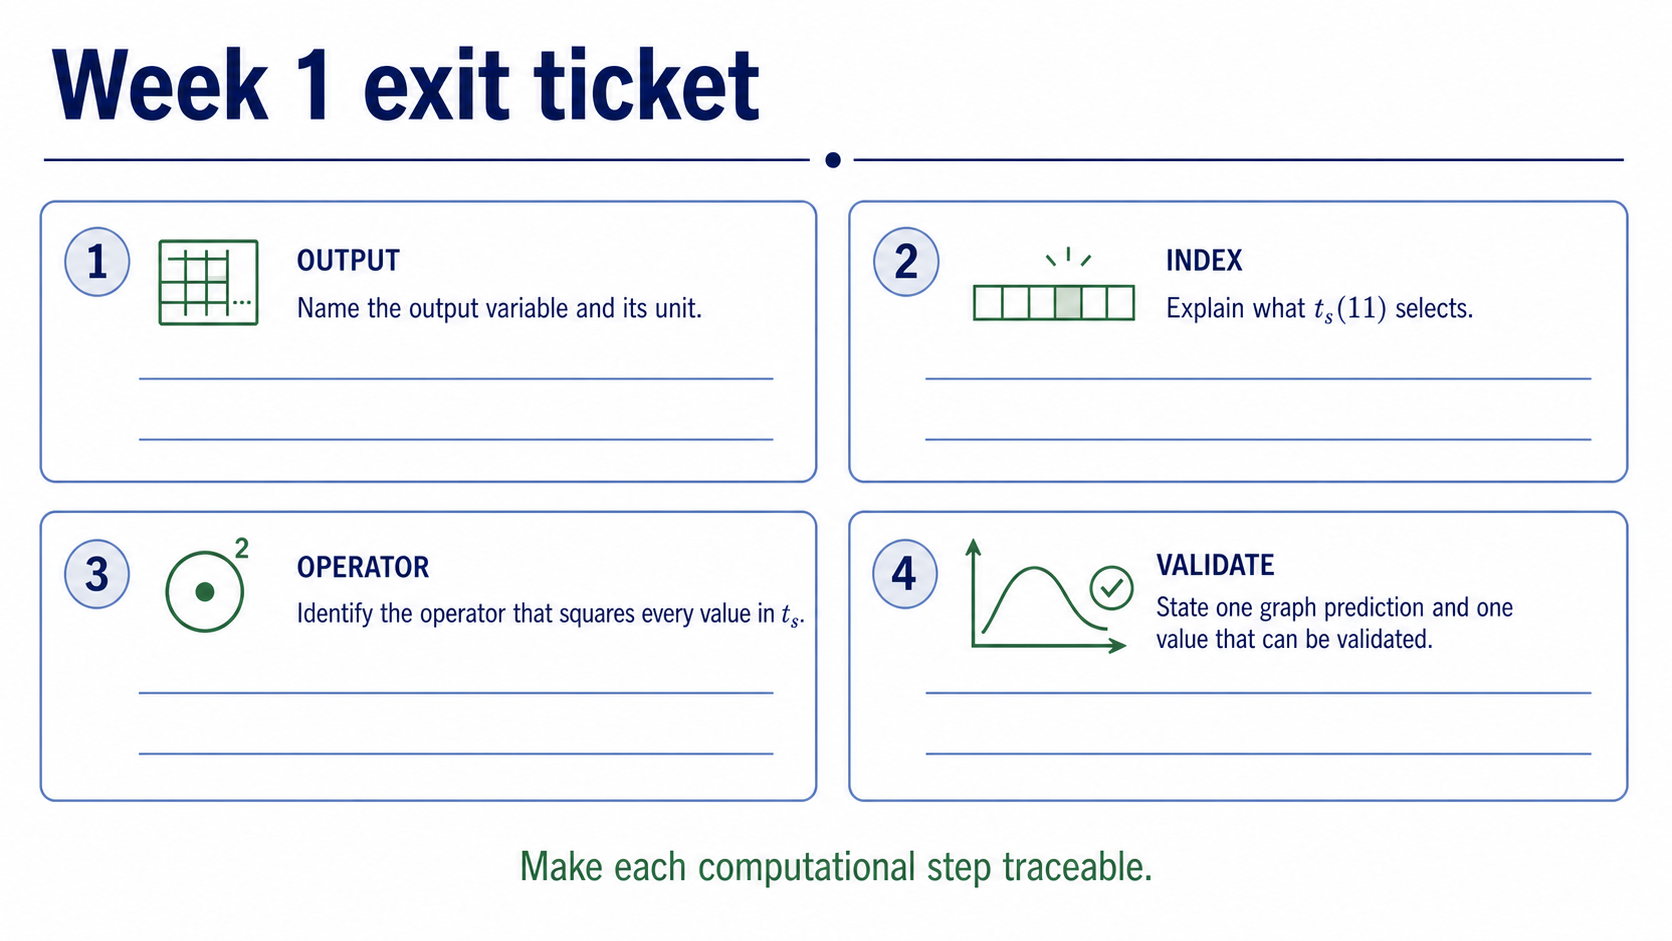 Week 1 exit ticket
1
OUTPUT
Name the output variable and its unit.
2
INDEX
Explain what t_s(11) selects.
3
2
OPERATOR
Identify the operator that squares every value in t_s.
4
VALIDATE
State one graph prediction and one
value that can be validated.
Make each computational step traceable.